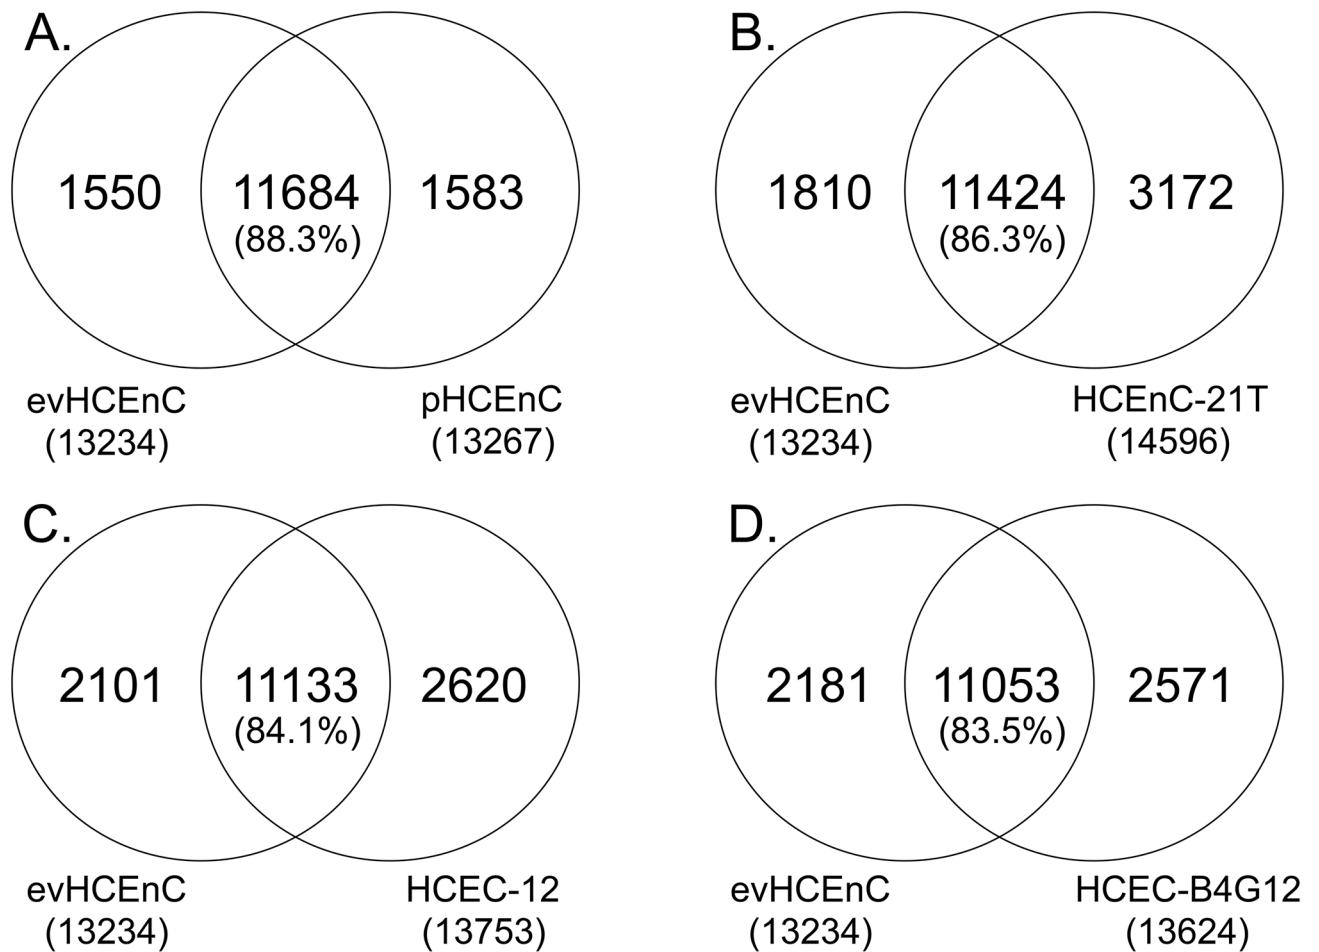 A.
1550 11684 1583
(88.3%)
evHCEnC pHCEnC
(13234) (13267)
B.
1810 11424 3172
(86.3%)
evHCEnC HCEnC-21T
(13234) (14596)
C.
2101 11133 2620
(84.1%)
evHCEnC HCEC-12
(13234) (13753)
D.
2181 11053 2571
(83.5%)
evHCEnC HCEC-B4G12
(13234) (13624)